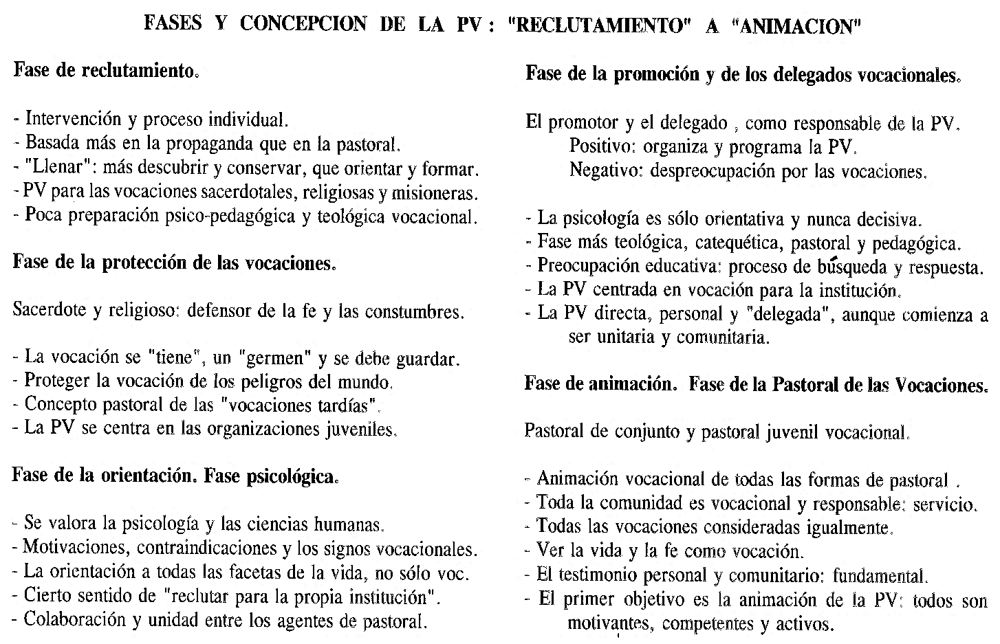 FASES Y CONCEPCION DE LA PV : "RECLUTAMIENTO" A "ANIMACION"
Fase de reclutamiento.
- Intervención y proceso individual.
- Basada más en la propaganda que en la pastoral.
- "Llenar": más descubrir y conservar, que orientar y formar.
- PV para las vocaciones sacerdotales, religiosas y misioneras.
- Poca preparación psico-pedagógica y teológica vocacional.
Fase de la protección de las vocaciones.
Sacerdote y religioso: defensor de la fe y las constumbres.
- La vocación se "tiene", un "germen" y se debe guardar.
- Proteger la vocación de los peligros del mundo.
- Concepto pastoral de las "vocaciones tardías".
- La PV se centra en las organizaciones juveniles.
Fase de la orientación. Fase psicológica.
- Se valora la psicología y las ciencias humanas.
- Motivaciones, contraindicaciones y los signos vocacionales.
- La orientación a todas las facetas de la vida, no sólo voc.
- Cierto sentido de "reclutar para la propia institución".
- Colaboración y unidad entre los agentes de pastoral.
Fase de la promoción y de los delegados vocacionales.
El promotor y el delegado , como responsable de la PV.
Positivo: organiza y programa la PV.
Negativo: despreocupación por las vocaciones.
- La psicología es sólo orientativa y nunca decisiva.
- Fase más teológica, catequética, pastoral y pedagógica.
- Preocupación educativa: proceso de búsqueda y respuesta.
- La PV centrada en vocación para la institución.
- La PV directa, personal y "delegada", aunque comienza a
ser unitaria y comunitaria.
Fase de animación. Fase de la Pastoral de las Vocaciones.
Pastoral de conjunto y pastoral juvenil vocacional.
- Animación vocacional de todas las formas de pastoral .
- Toda la comunidad es vocacional y responsable: servicio.
- Todas las vocaciones consideradas igualmente.
- Ver la vida y la fe como vocación.
- El testimonio personal y comunitario: fundamental.
- El primer objetivo es la animación de la PV: todos son
motivantes, competentes y activos.